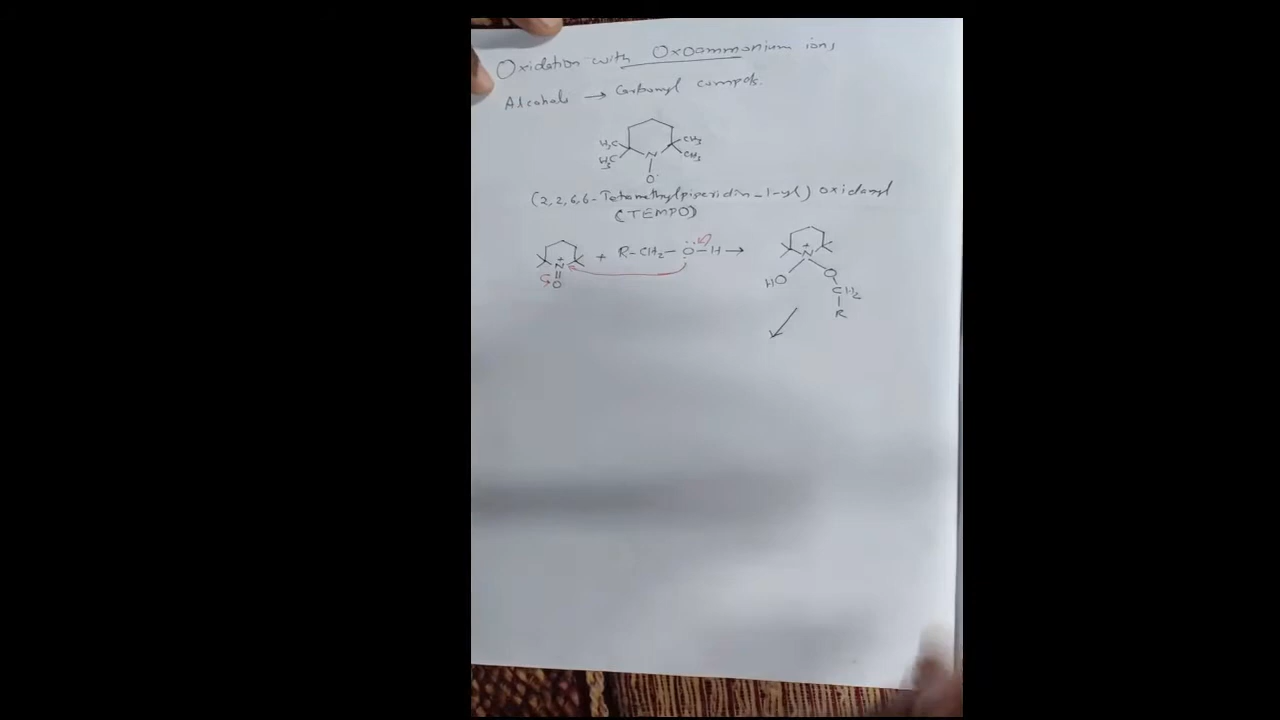 Oxidation with Oxoammonium ions
Alcohols → Carbonyl compds.
H₃C CH₃
H₃C N CH₃
O·
(2,2,6,6-Tetramethylpiperidin-1-yl) oxidanyl
(TEMPO)
N⁺ + R-CH₂-Ö-H → N⁺
O HO O
CH₂
R